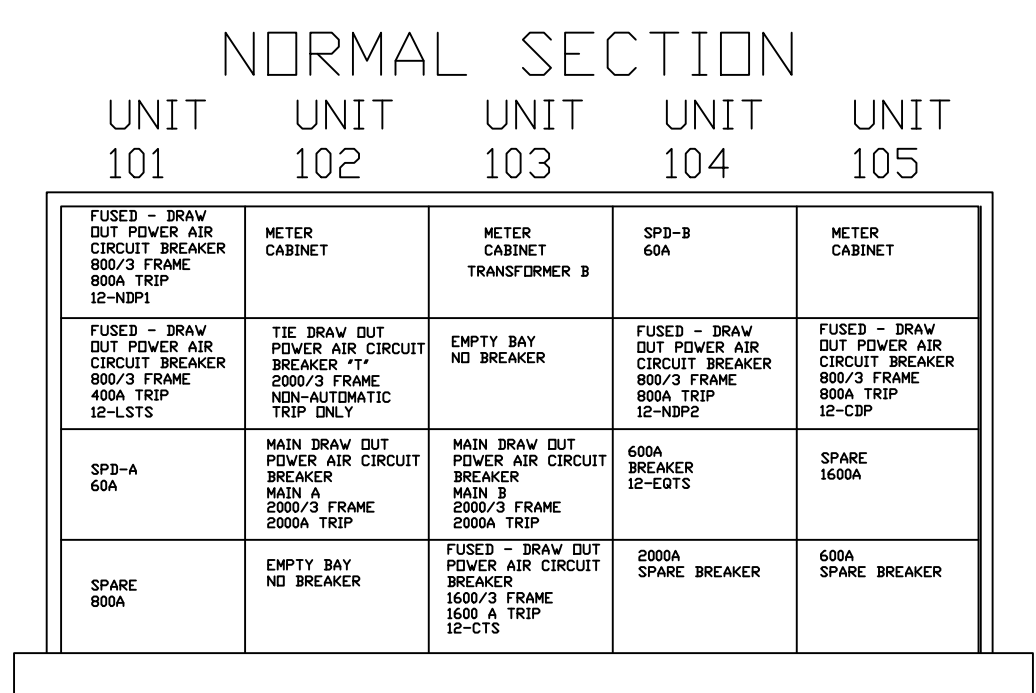 NORMAL SECTION
UNIT
101
UNIT
102
UNIT
103
UNIT
104
UNIT
105
FUSED - DRAW
OUT POWER AIR
CIRCUIT BREAKER
800/3 FRAME
800A TRIP
12-NDP1
METER
CABINET
METER
CABINET
TRANSFORMER B
SPD-B
60A
METER
CABINET
FUSED - DRAW
OUT POWER AIR
CIRCUIT BREAKER
800/3 FRAME
400A TRIP
12-LSTS
TIE DRAW OUT
POWER AIR CIRCUIT
BREAKER "T"
2000/3 FRAME
NON-AUTOMATIC
TRIP ONLY
EMPTY BAY
NO BREAKER
FUSED - DRAW
OUT POWER AIR
CIRCUIT BREAKER
800/3 FRAME
800A TRIP
12-NDP2
FUSED - DRAW
OUT POWER AIR
CIRCUIT BREAKER
800/3 FRAME
800A TRIP
12-CDP
SPD-A
60A
MAIN DRAW OUT
POWER AIR CIRCUIT
BREAKER
MAIN A
2000/3 FRAME
2000A TRIP
MAIN DRAW OUT
POWER AIR CIRCUIT
BREAKER
MAIN B
2000/3 FRAME
2000A TRIP
600A
BREAKER
12-EQTS
SPARE
1600A
SPARE
800A
EMPTY BAY
NO BREAKER
FUSED - DRAW OUT
POWER AIR CIRCUIT
BREAKER
1600/3 FRAME
1600 A TRIP
12-CTS
2000A
SPARE BREAKER
600A
SPARE BREAKER